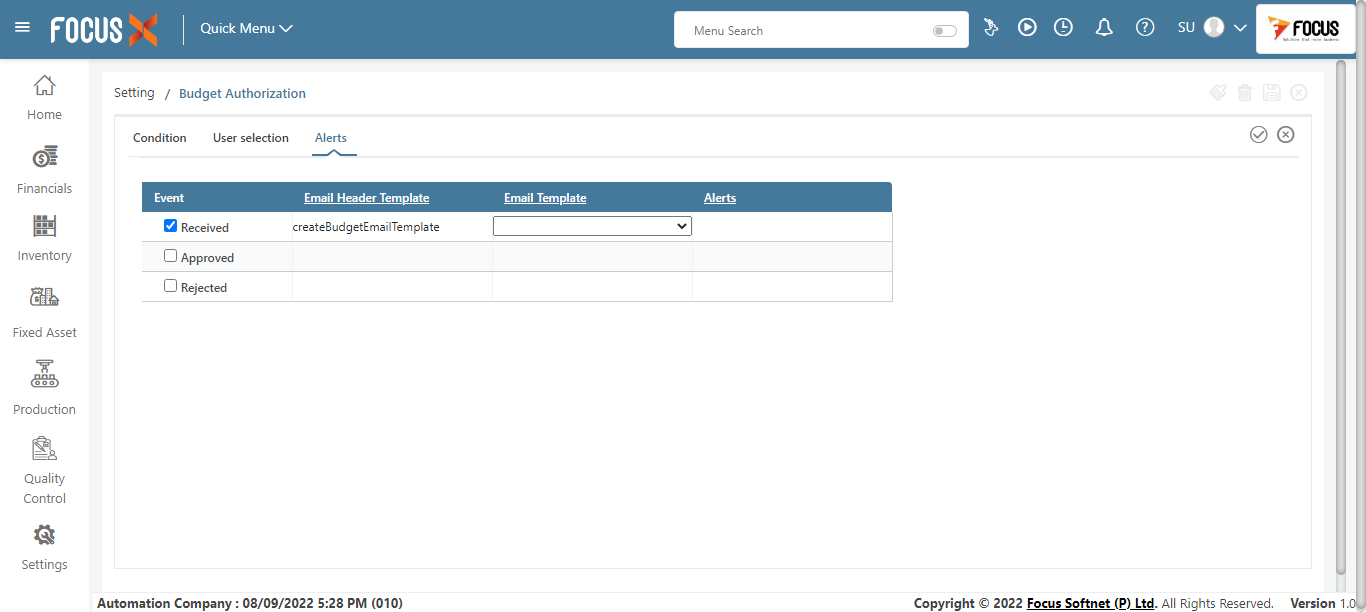 FOCUS X
Quick Menu
Menu Search
SU
FOCUS
Home
Financials
Inventory
Fixed Asset
Production
Quality
Control
Settings
Setting / Budget Authorization
Condition User selection Alerts
Event Email Header Template Email Template Alerts
Received createBudgetEmailTemplate
Approved
Rejected
Automation Company : 08/09/2022 5:28 PM (010) Copyright © 2022 Focus Softnet (P) Ltd. All Rights Reserved. Version 1.0